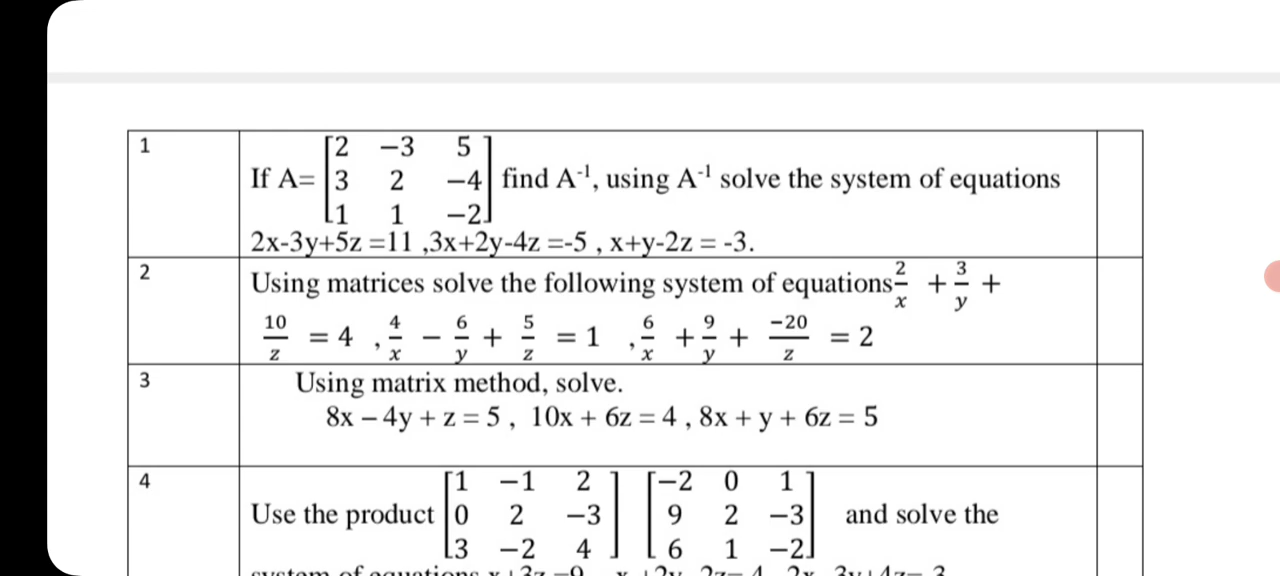 1
If A= [2 −3 5
3 2 −4
1 1 −2] find A⁻¹, using A⁻¹ solve the system of equations
2x-3y+5z =11 ,3x+2y-4z =-5 , x+y-2z = -3.
2
Using matrices solve the following system of equations 2/x + 3/y +
10/z = 4 , 4/x − 6/y + 5/z = 1 , 6/x + 9/y + −20/z = 2
3
Using matrix method, solve.
8x – 4y + z = 5 , 10x + 6z = 4 , 8x + y + 6z = 5
4
Use the product [1 −1 2
0 2 −3
3 −2 4] [−2 0 1
9 2 −3
6 1 −2] and solve the
system of equations